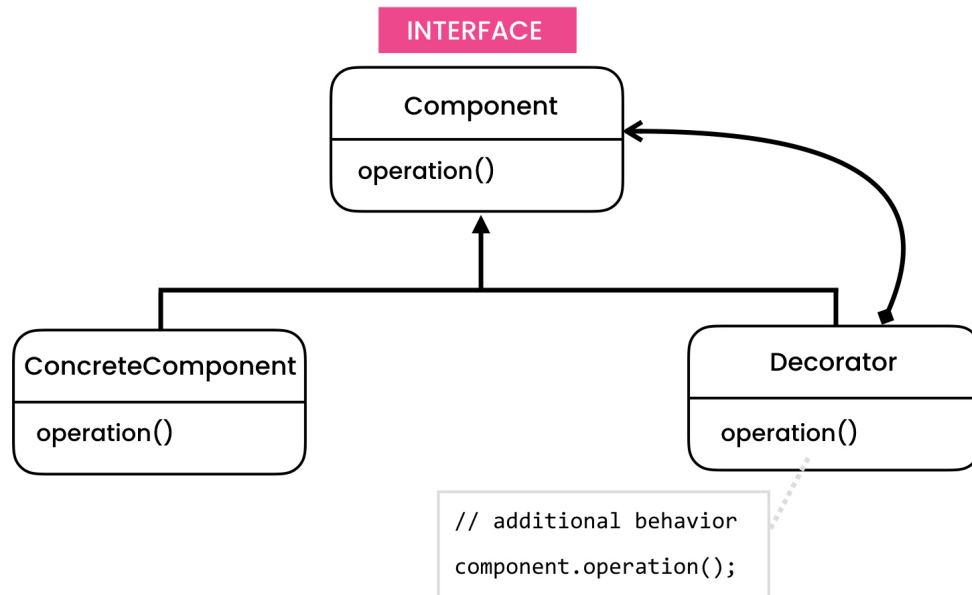 INTERFACE
Component
operation()
ConcreteComponent
operation()
Decorator
operation()
// additional behavior
component.operation();